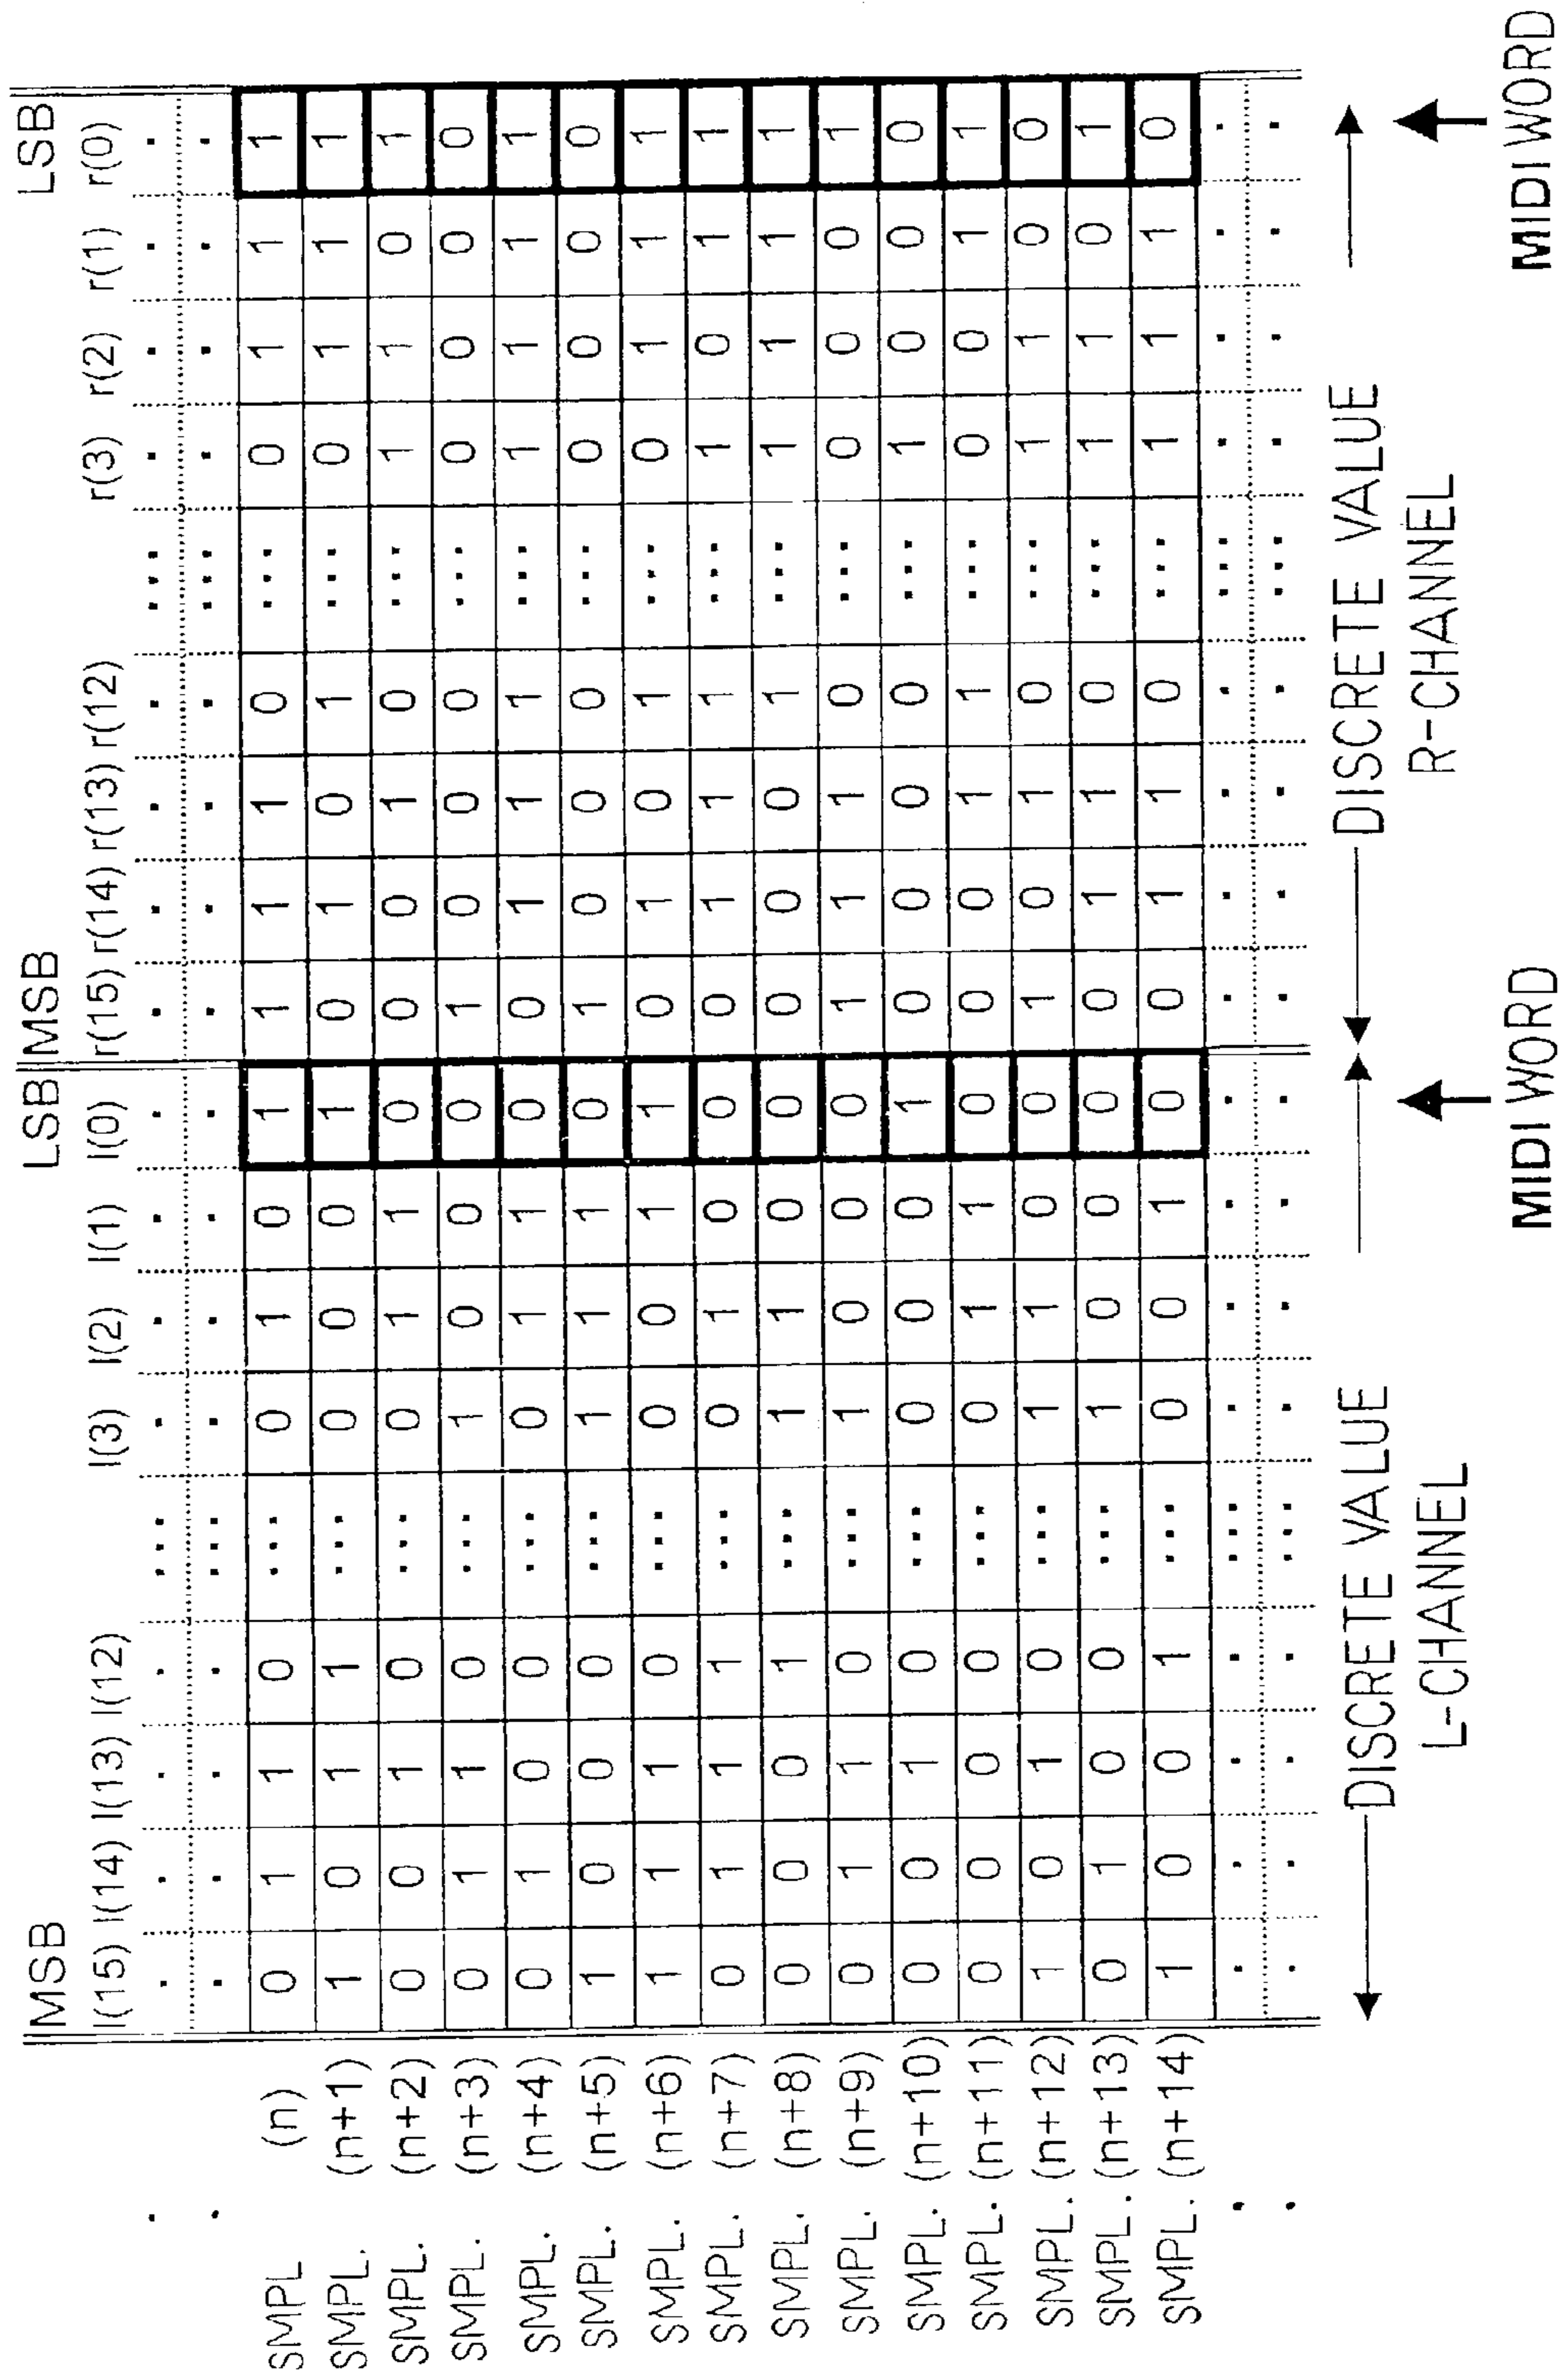 MSB LSB MSB LSB
l(15) l(14) l(13) l(12) ... l(3) l(2) l(1) l(0) r(15) r(14) r(13) r(12) ... r(3) r(2) r(1) r(0)
SMPL (n) 0 1 1 0 ... 0 1 0 1 1 1 1 0 ... 0 1 1 1
SMPL. (n+1) 1 0 1 1 ... 0 0 0 1 0 1 0 1 ... 0 1 1 1
SMPL. (n+2) 0 0 1 0 ... 0 1 1 0 0 0 1 0 ... 1 1 0 1
SMPL. (n+3) 0 1 1 0 ... 1 0 0 0 1 0 0 0 ... 0 0 0 0
SMPL. (n+4) 0 1 0 0 ... 0 1 1 0 0 1 1 1 ... 1 1 1 1
SMPL. (n+5) 1 0 0 0 ... 1 1 1 0 1 0 0 0 ... 0 0 0 0
SMPL. (n+6) 1 1 1 0 ... 0 0 1 1 0 1 0 1 ... 0 1 1 1
SMPL. (n+7) 0 1 1 1 ... 0 1 0 0 0 1 1 1 ... 1 0 1 1
SMPL. (n+8) 0 0 0 1 ... 1 1 0 0 0 0 0 1 ... 1 1 1 1
SMPL. (n+9) 0 1 1 0 ... 1 0 0 0 1 1 1 0 ... 0 0 0 1
SMPL. (n+10) 0 0 1 0 ... 0 0 0 1 0 0 0 0 ... 1 0 0 0
SMPL. (n+11) 0 0 0 0 ... 0 1 1 0 0 0 1 1 ... 0 0 1 1
SMPL. (n+12) 1 0 1 0 ... 1 1 0 0 1 0 1 0 ... 1 1 0 0
SMPL. (n+13) 0 1 0 0 ... 1 0 0 0 0 1 1 0 ... 1 1 0 1
SMPL. (n+14) 1 0 0 1 ... 0 0 1 0 0 1 1 0 ... 1 1 1 0
DISCRETE VALUE DISCRETE VALUE
L-CHANNEL R-CHANNEL
MIDI WORD MIDI WORD